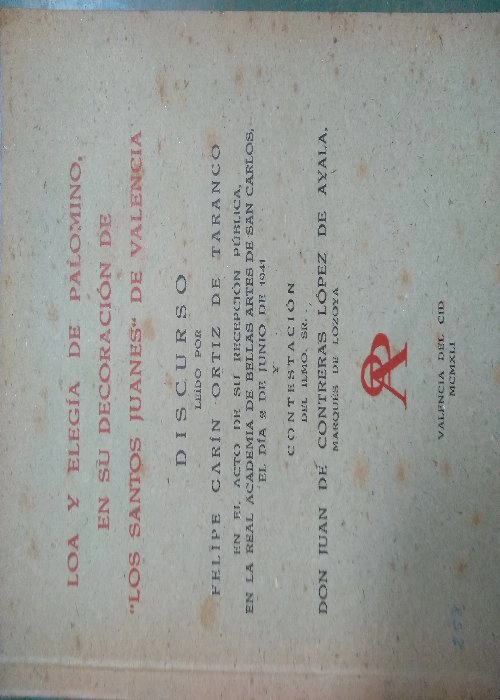 LOA Y ELEGÍA DE PALOMINO,
EN SU DECORACIÓN DE
"LOS SANTOS JUANES" DE VALENCIA
DISCURSO
LEÍDO POR
FELIPE GARÍN ORTIZ DE TARANCO
EN EL ACTO DE SU RECEPCIÓN PÚBLICA,
EN LA REAL ACADEMIA DE BELLAS ARTES DE SAN CARLOS,
EL DÍA 2 DE JUNIO DE 1941
Y
CONTESTACIÓN
DEL ILMO. SR.
DON JUAN DE CONTRERAS LÓPEZ DE AYALA,
MARQUÉS DE LOZOYA
VALENCIA DEL CID
MCMXLI